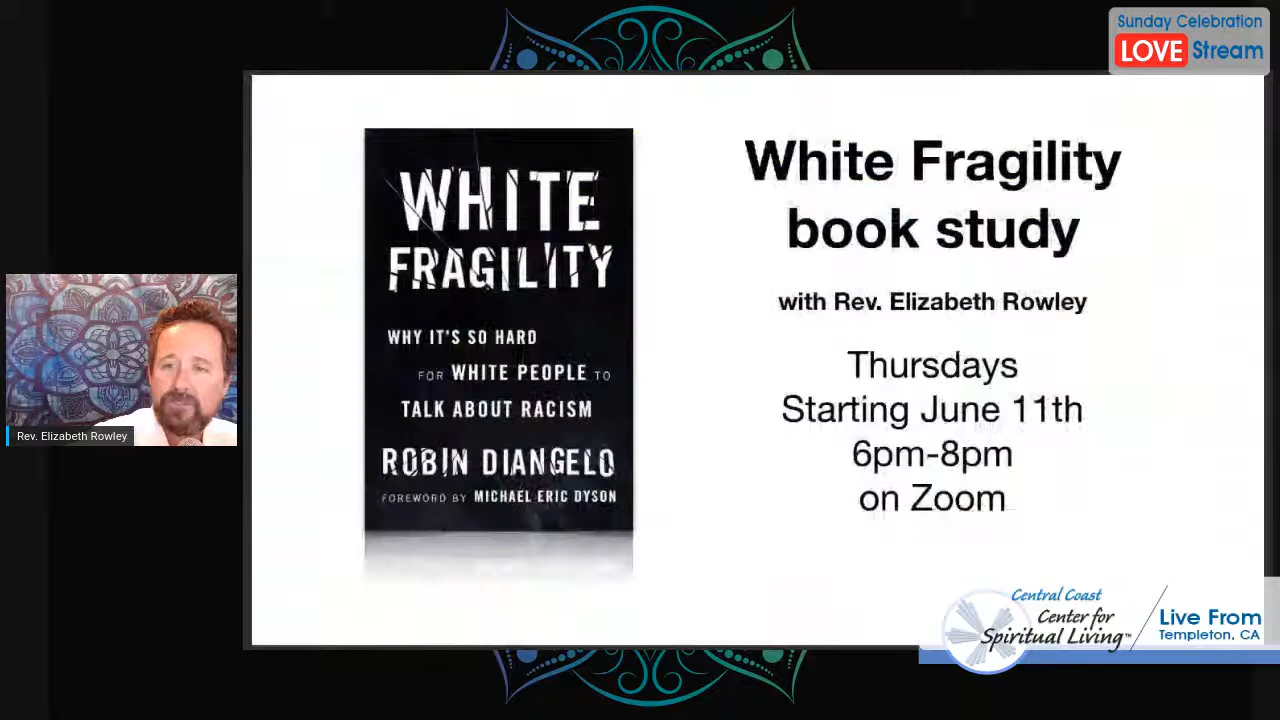 Sunday Celebration
LOVE Stream
WHITE
FRAGILITY
WHY IT'S SO HARD
FOR WHITE PEOPLE TO
TALK ABOUT RACISM
ROBIN DIANGELO
FOREWORD BY MICHAEL ERIC DYSON
White Fragility
book study
with Rev. Elizabeth Rowley
Thursdays
Starting June 11th
6pm-8pm
on Zoom
Rev. Elizabeth Rowley
Central Coast
Center for
Spiritual Living™
Live From
Templeton, CA